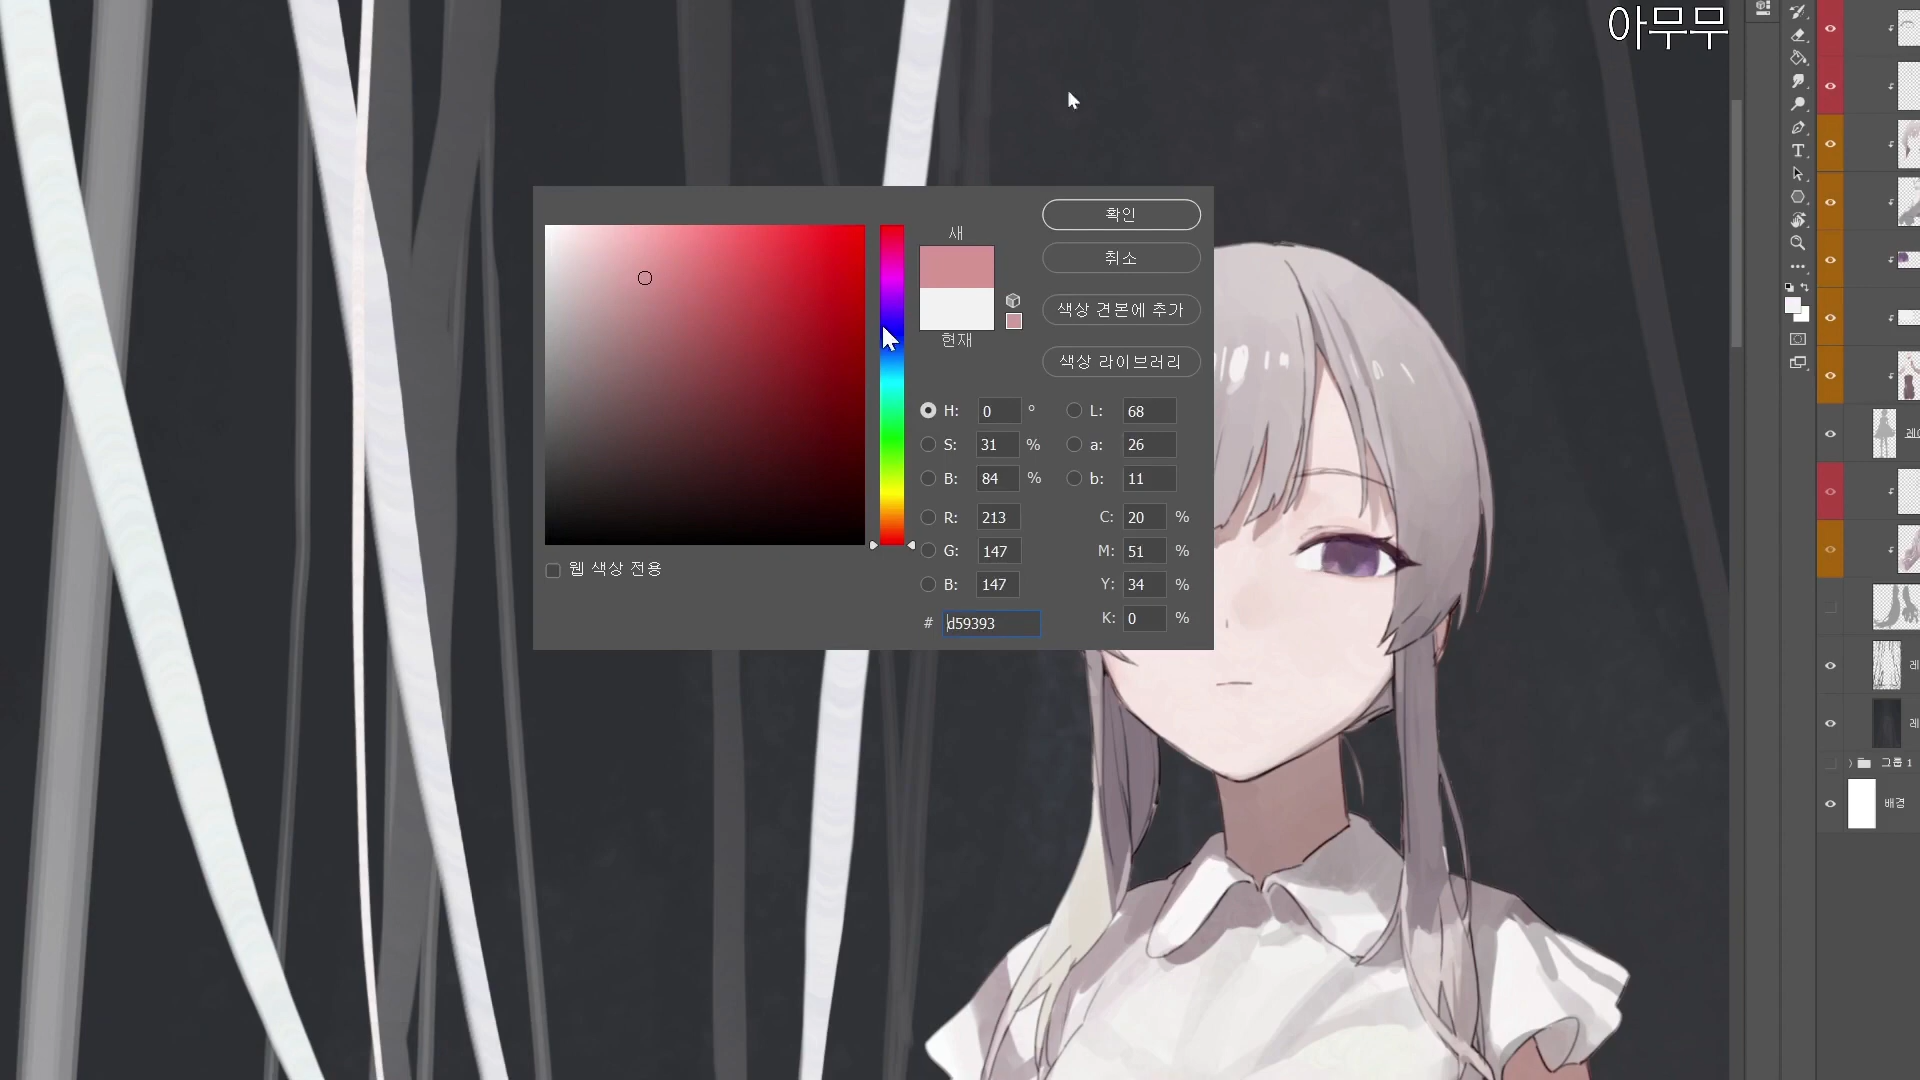 아무무
확인
새
취소
색상 견본에 추가
현재
색상 라이브러리
H: 0 ° L: 68
S: 31 % a: 26
B: 84 % b: 11
R: 213 C: 20 %
G: 147 M: 51 %
B: 147 Y: 34 %
K: 0 %
# d59393
웹 색상 전용
레
레
그룹 1
배경